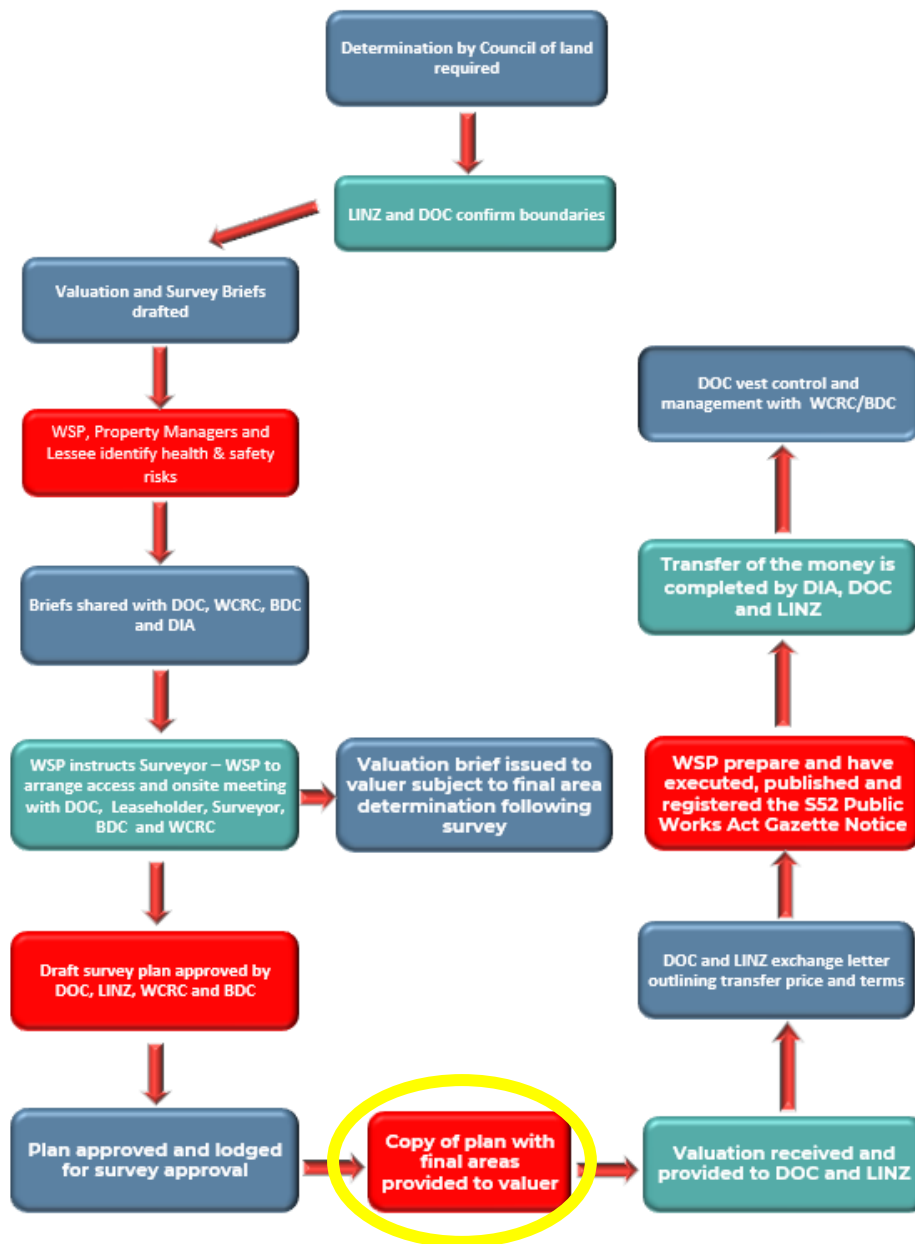 Determination by Council of land
required
LINZ and DOC confirm boundaries
Valuation and Survey Briefs
drafted
WSP, Property Managers and
Lessee identify health & safety
risks
Briefs shared with DOC, WCRC, BDC
and DIA
WSP instructs Surveyor – WSP to
arrange access and onsite meeting
with DOC, Leaseholder, Surveyor,
BDC and WCRC
Valuation brief issued to
valuer subject to final area
determination following
survey
Draft survey plan approved by
DOC, LINZ, WCRC and BDC
Plan approved and lodged
for survey approval
Copy of plan with
final areas
provided to valuer
Valuation received and
provided to DOC and LINZ
DOC and LINZ exchange letter
outlining transfer price and terms
WSP prepare and have
executed, published and
registered the S52 Public
Works Act Gazette Notice
Transfer of the money is
completed by DIA, DOC
and LINZ
DOC vest control and
management with WCRC/BDC